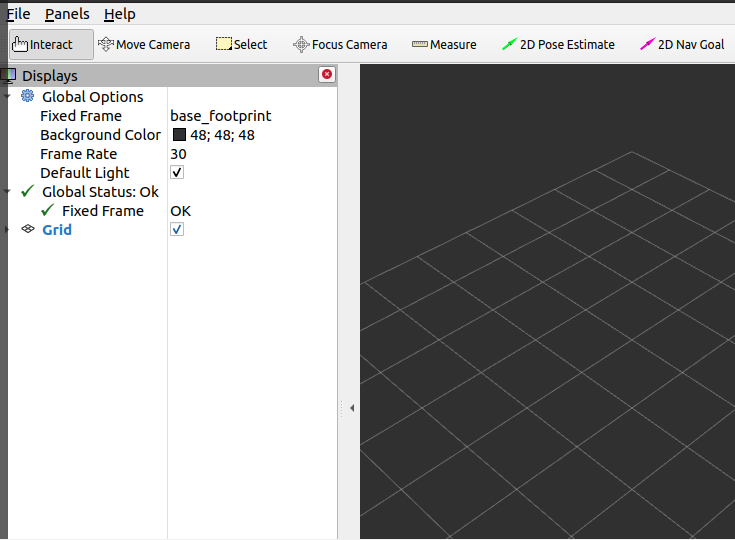 File Panels Help
Interact Move Camera Select Focus Camera Measure 2D Pose Estimate 2D Nav Goal
Displays
Global Options
Fixed Frame base_footprint
Background Color 48; 48; 48
Frame Rate 30
Default Light
Global Status: Ok
Fixed Frame OK
Grid